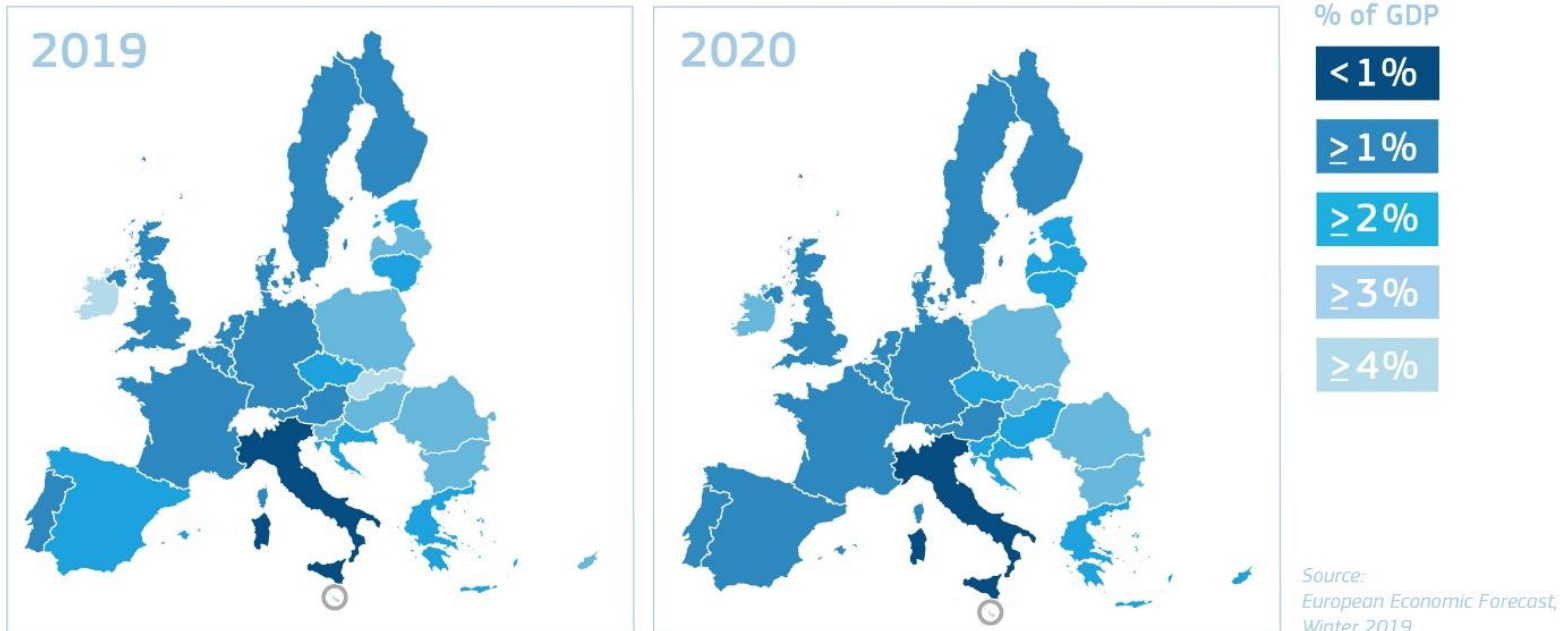 2019
2020
% of GDP
<1%
≥1%
≥2%
≥3%
≥4%
Source:
European Economic Forecast,
Winter 2019